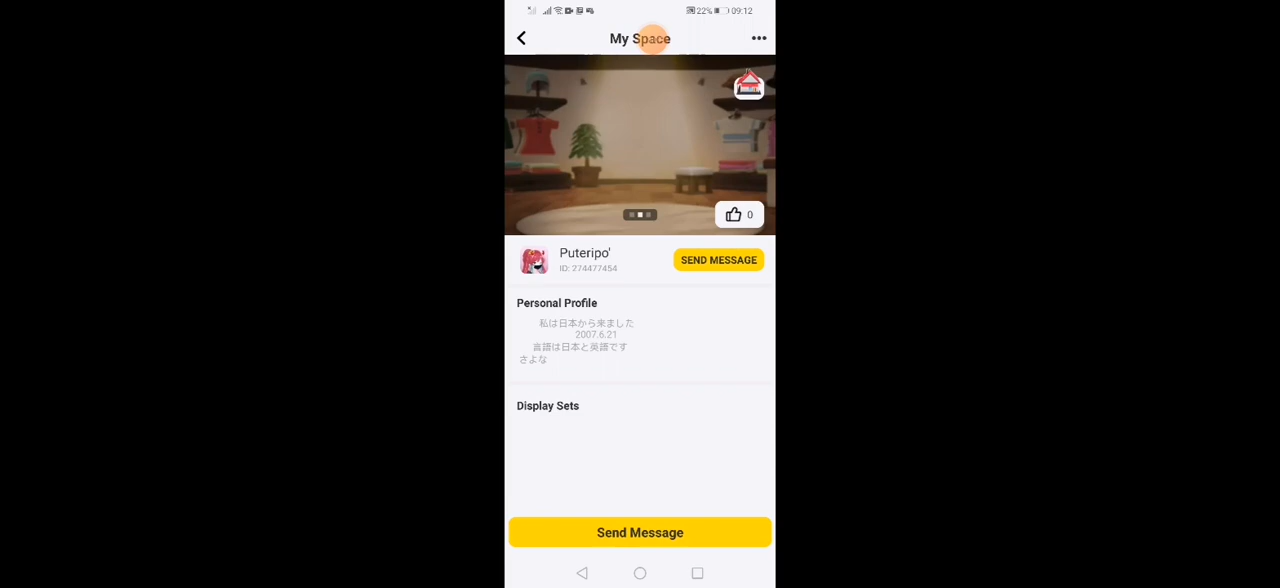 22% 09:12
My Space
0
Puteripo'
ID: 274477454
SEND MESSAGE
Personal Profile
私は日本から来ました
2007.6.21
言語は日本と英語です
さよな
Display Sets
Send Message